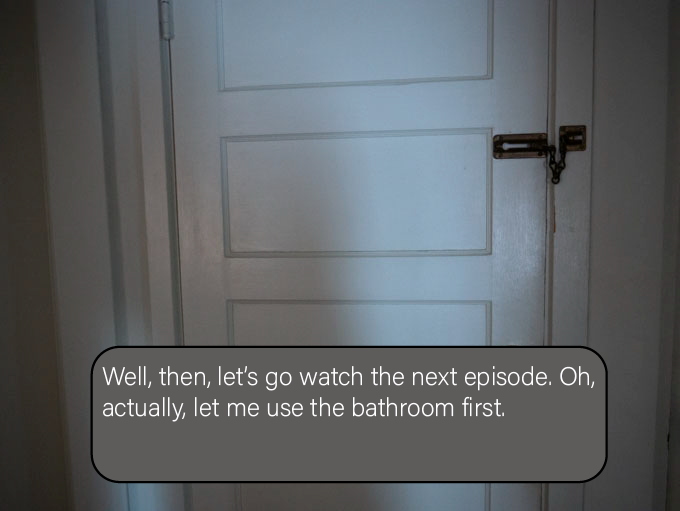 Well, then, let’s go watch the next episode. Oh,
actually, let me use the bathroom first.